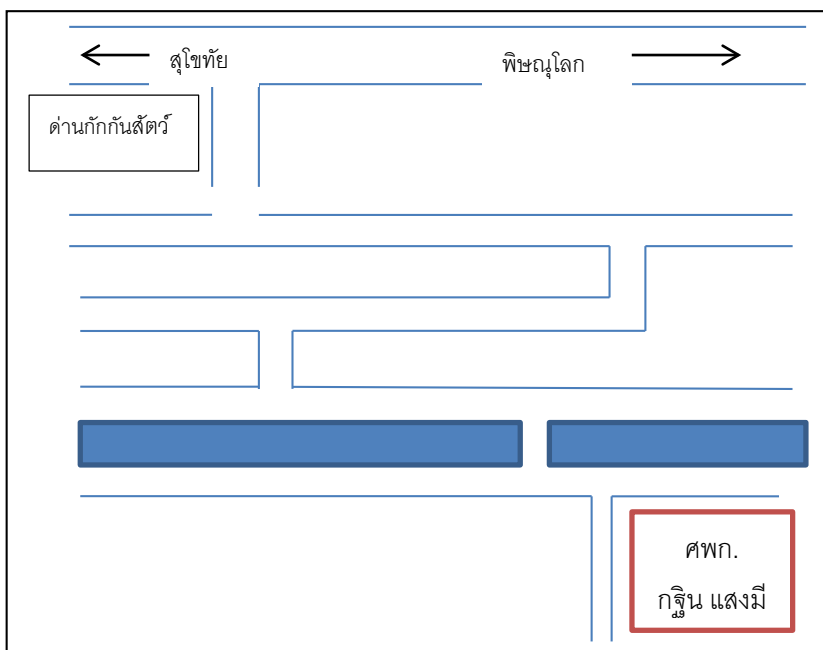 สุโขทัย
พิษณุโลก
ด่านกักกันสัตว์
ศพก.
กฐิน แสงมี